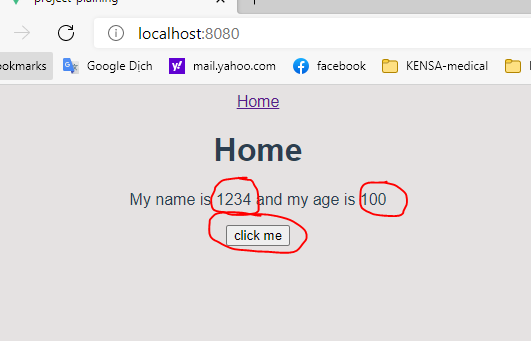 project-planing
localhost:8080
ookmarks Google Dịch mail.yahoo.com facebook KENSA-medical
Home
Home
My name is 1234 and my age is 100
click me